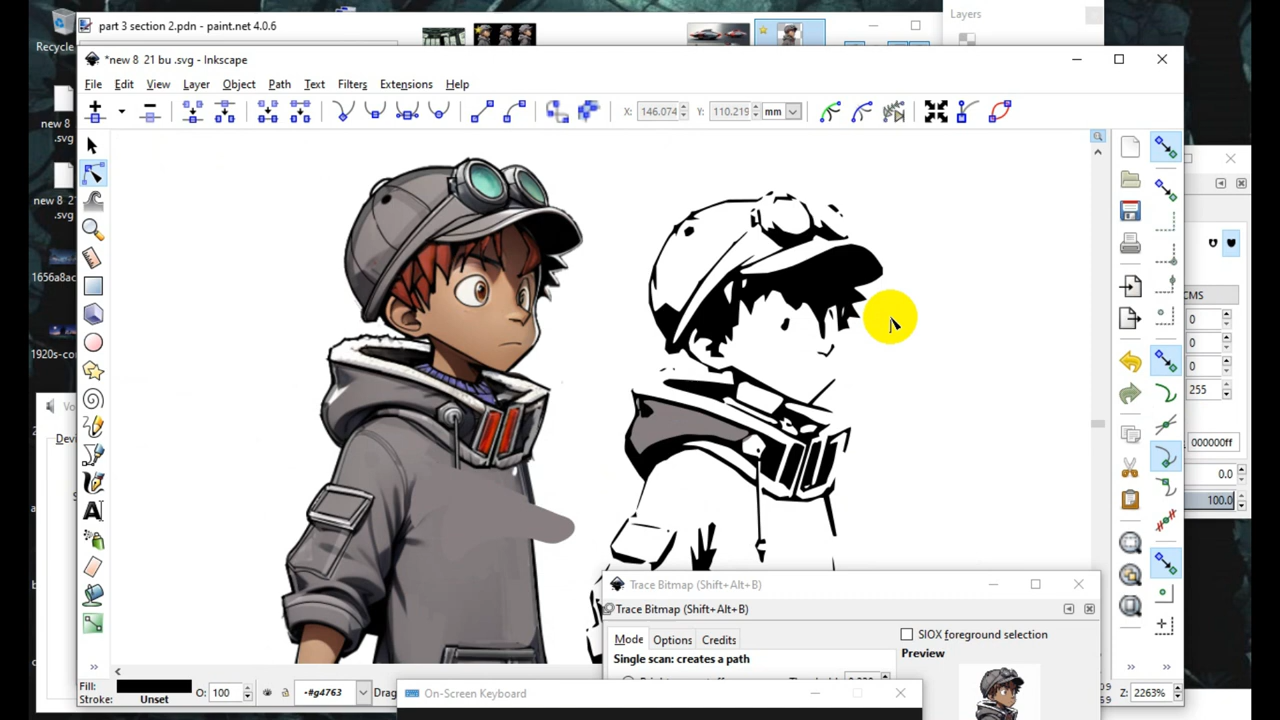 part 3 section 2.pdn - paint.net 4.0.6
Layers
Recycle
*new 8 21 bu .svg - Inkscape
File Edit View Layer Object Path Text Filters Extensions Help
X: 146.074 Y: 110.219 mm
new 8
.svg
new 8 2
.svg
1656a8ac
1920s-co
Vo
Devi
CMS
0
0
0
255
000000ff
0.0
100.0
Trace Bitmap (Shift+Alt+B)
Trace Bitmap (Shift+Alt+B)
Mode Options Credits
SIOX foreground selection
Single scan: creates a path
Preview
Fill:
Stroke: Unset
O: 100
-#g4763
Drag
On-Screen Keyboard
Z: 2263%